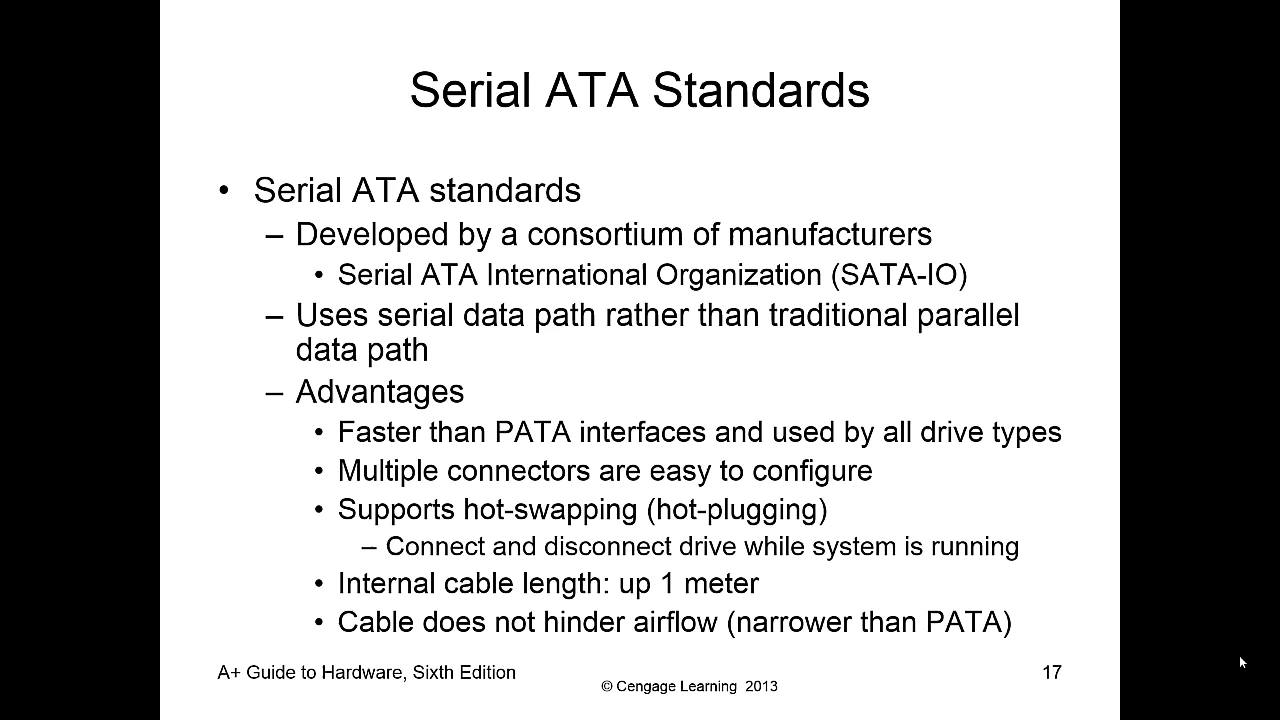 Serial ATA Standards
• Serial ATA standards
– Developed by a consortium of manufacturers
• Serial ATA International Organization (SATA-IO)
– Uses serial data path rather than traditional parallel
data path
– Advantages
• Faster than PATA interfaces and used by all drive types
• Multiple connectors are easy to configure
• Supports hot-swapping (hot-plugging)
– Connect and disconnect drive while system is running
• Internal cable length: up 1 meter
• Cable does not hinder airflow (narrower than PATA)
A+ Guide to Hardware, Sixth Edition
© Cengage Learning 2013
17